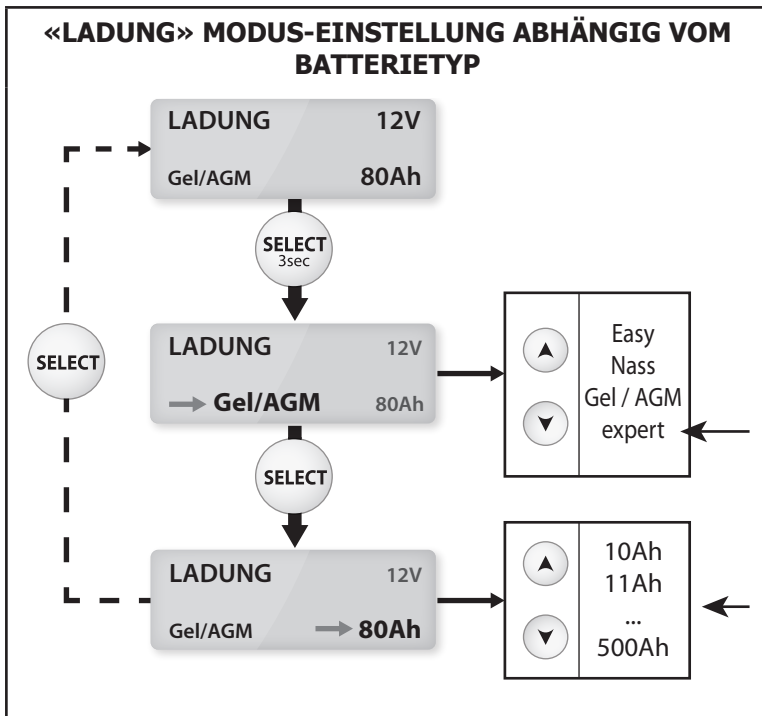 «LADUNG» MODUS-EINSTELLUNG ABHÄNGIG VOM
BATTERIETYP
LADUNG 12V
Gel/AGM 80Ah
SELECT
3sec
SELECT
LADUNG 12V
Gel/AGM 80Ah
Easy
Nass
Gel / AGM
expert
SELECT
LADUNG 12V
Gel/AGM 80Ah
10Ah
11Ah
...
500Ah